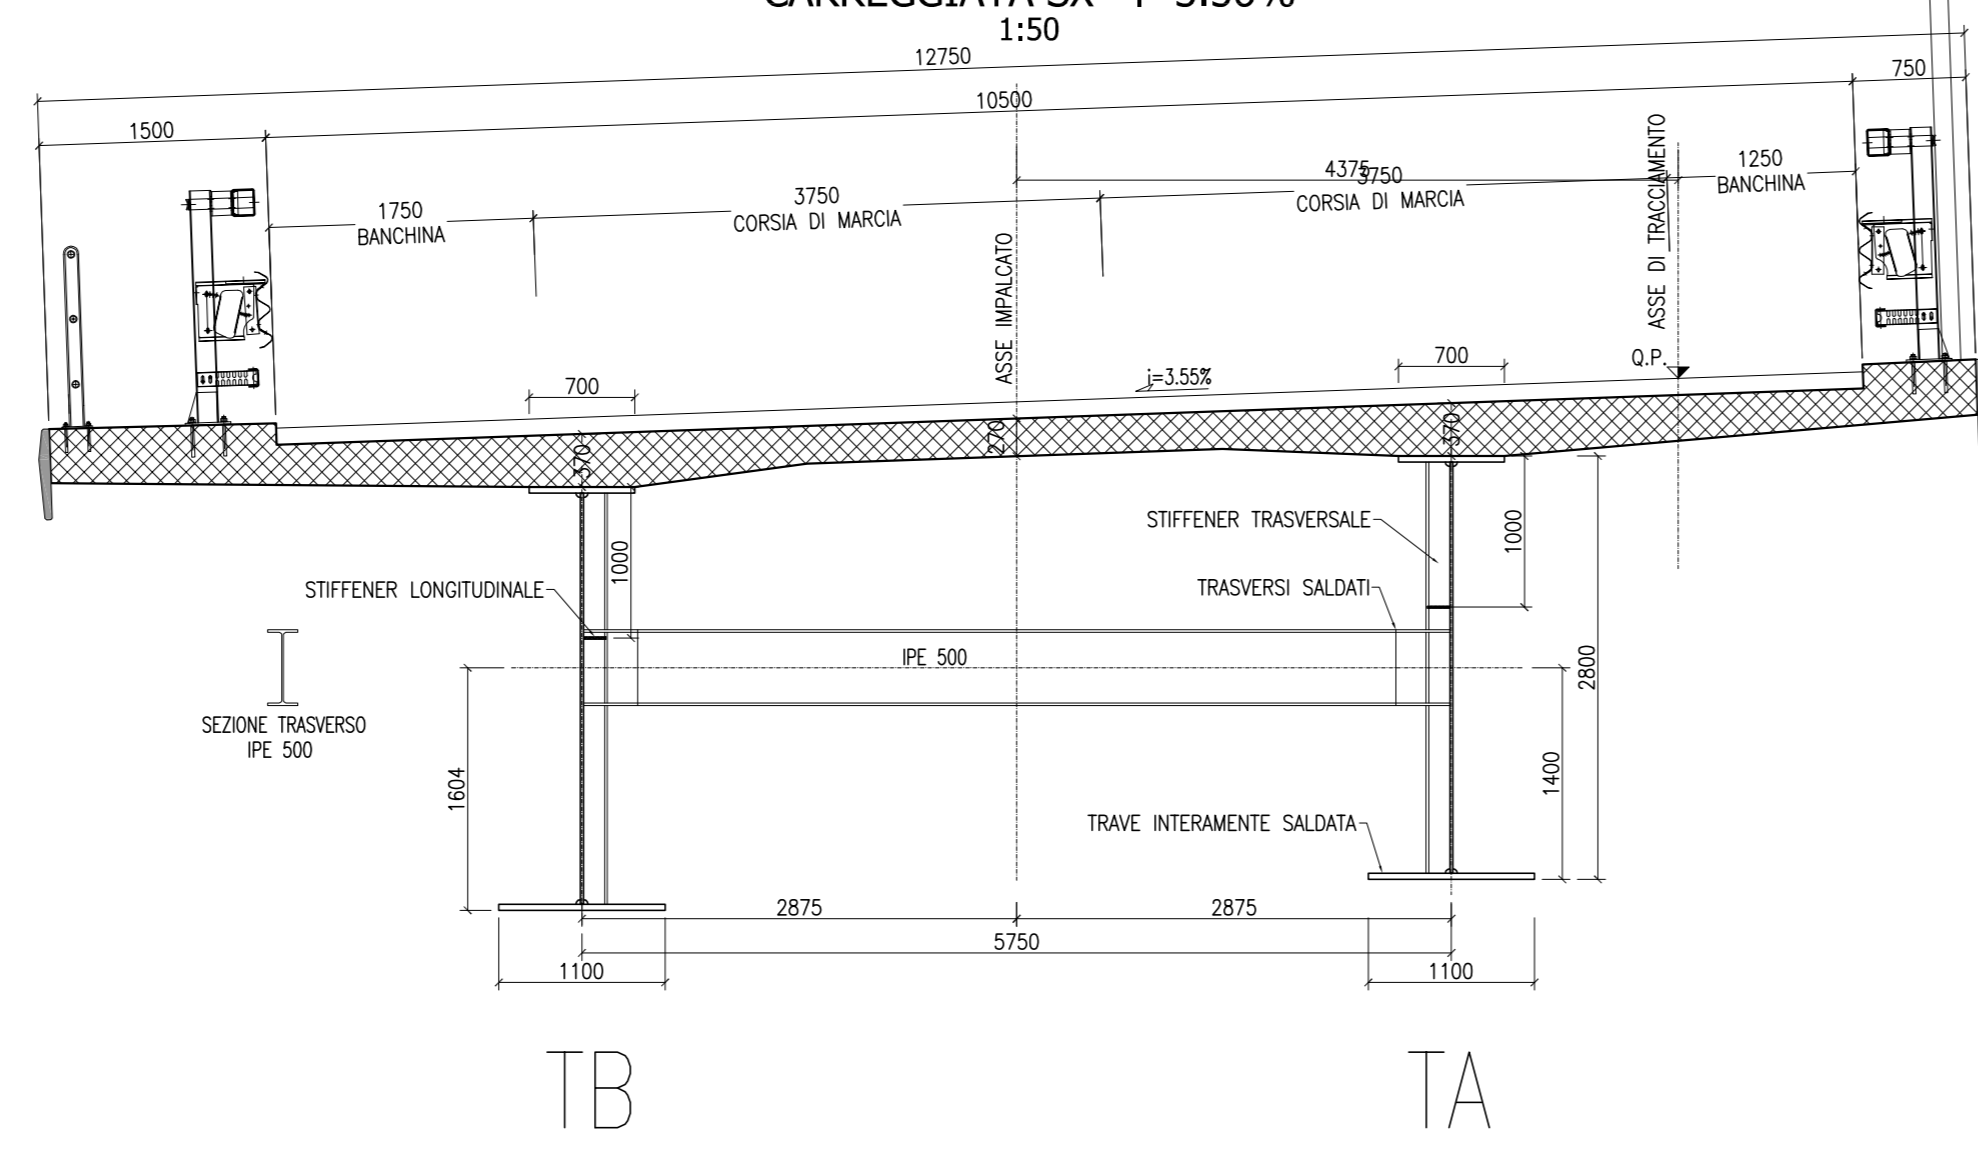 1:50
12750
750
10500
1500
4375
3750
CORSIA DI MARCIA
1250
BANCHINA
3750
CORSIA DI MARCIA
1750
BANCHINA
ASSE IMPALCATO
ASSE DI TRACCIAMENTO
Q.P.
700
i=3.55%
700
370
270
370
STIFFENER TRASVERSALE
1000
1000
STIFFENER LONGITUDINALE
TRASVERSI SALDATI
IPE 500
2800
SEZIONE TRASVERSO
IPE 500
1604
1400
TRAVE INTERAMENTE SALDATA
2875
2875
5750
1100
1100
TB
TA